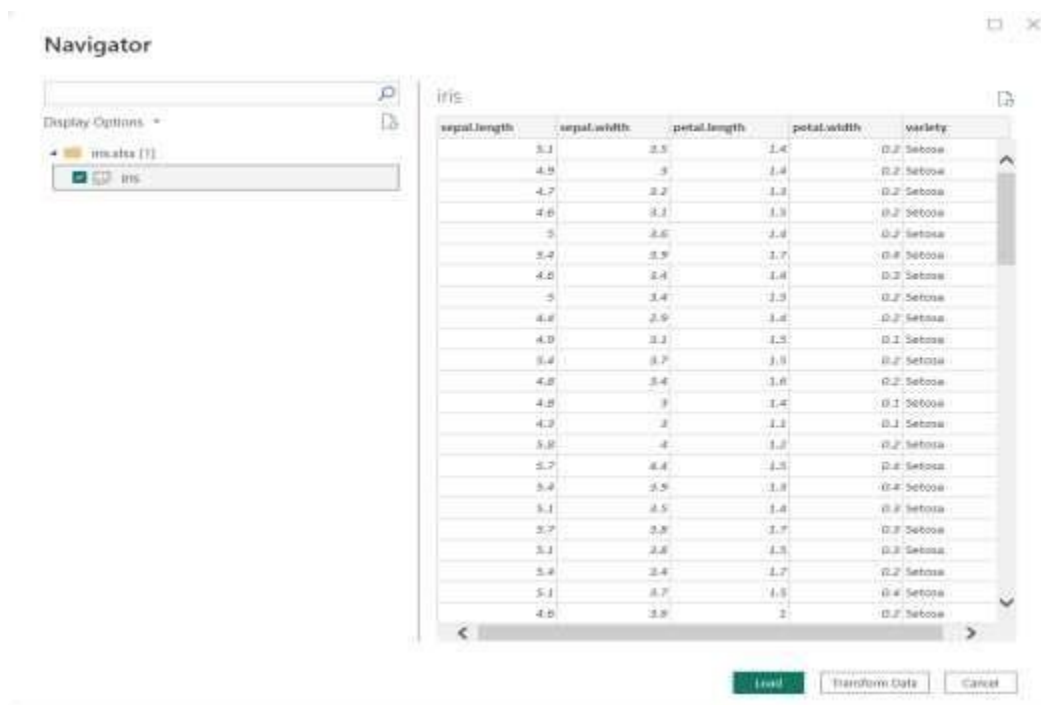 Navigator
Display Options
iris.xlsx [1]
iris
iris
sepal.length sepal.width petal.length petal.width variety
5.1 3.5 1.4 0.2 Setosa
4.9 3 1.4 0.2 Setosa
4.7 3.2 1.3 0.2 Setosa
4.6 3.1 1.5 0.2 Setosa
5 3.6 1.4 0.2 Setosa
5.4 3.9 1.7 0.4 Setosa
4.6 3.4 1.4 0.3 Setosa
5 3.4 1.5 0.2 Setosa
4.4 2.9 1.4 0.2 Setosa
4.9 3.1 1.5 0.1 Setosa
5.4 3.7 1.5 0.2 Setosa
4.8 3.4 1.6 0.2 Setosa
4.8 3 1.4 0.1 Setosa
4.3 3 1.1 0.1 Setosa
5.8 4 1.2 0.2 Setosa
5.7 4.4 1.5 0.4 Setosa
5.4 3.9 1.3 0.4 Setosa
5.1 3.5 1.4 0.3 Setosa
5.7 3.8 1.7 0.3 Setosa
5.1 3.8 1.5 0.3 Setosa
5.4 3.4 1.7 0.2 Setosa
5.1 3.7 1.5 0.4 Setosa
4.6 3.6 1 0.2 Setosa
Load Transform Data Cancel